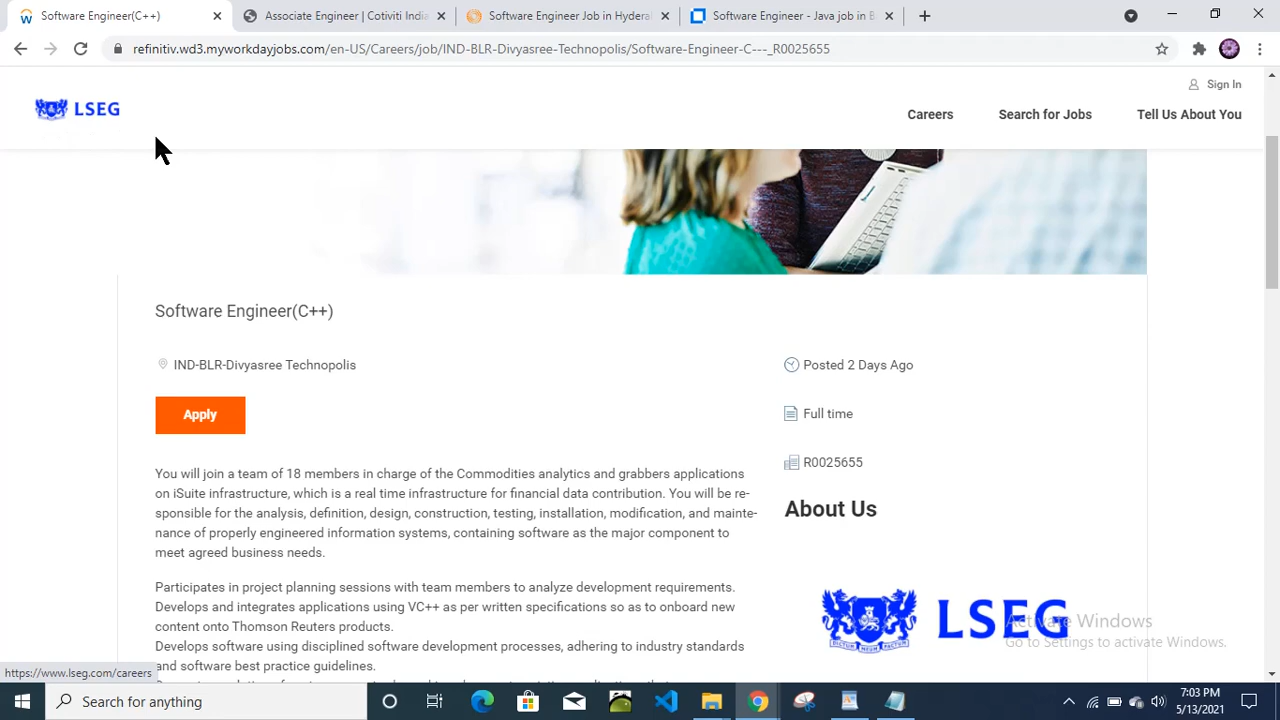 Software Engineer(C++)
Associate Engineer | Cotiviti India
Software Engineer Job in Hyderab
Software Engineer - Java job in B
refinitiv.wd3.myworkdayjobs.com/en-US/Careers/job/IND-BLR-Divyasree-Technopolis/Software-Engineer-C---_R0025655
Sign In
LSEG
Careers
Search for Jobs
Tell Us About You
Software Engineer(C++)
IND-BLR-Divyasree Technopolis
Posted 2 Days Ago
Apply
Full time
R0025655
You will join a team of 18 members in charge of the Commodities analytics and grabbers applications
on iSuite infrastructure, which is a real time infrastructure for financial data contribution. You will be re-
sponsible for the analysis, definition, design, construction, testing, installation, modification, and mainte-
nance of properly engineered information systems, containing software as the major component to
meet agreed business needs.
About Us
Participates in project planning sessions with team members to analyze development requirements.
Develops and integrates applications using VC++ as per written specifications so as to onboard new
content onto Thomson Reuters products.
Develops software using disciplined software development processes, adhering to industry standards
and software best practice guidelines.
LSEG
Activate Windows
Go to Settings to activate Windows.
https://www.lseg.com/careers
Search for anything
7:03 PM
5/13/2021